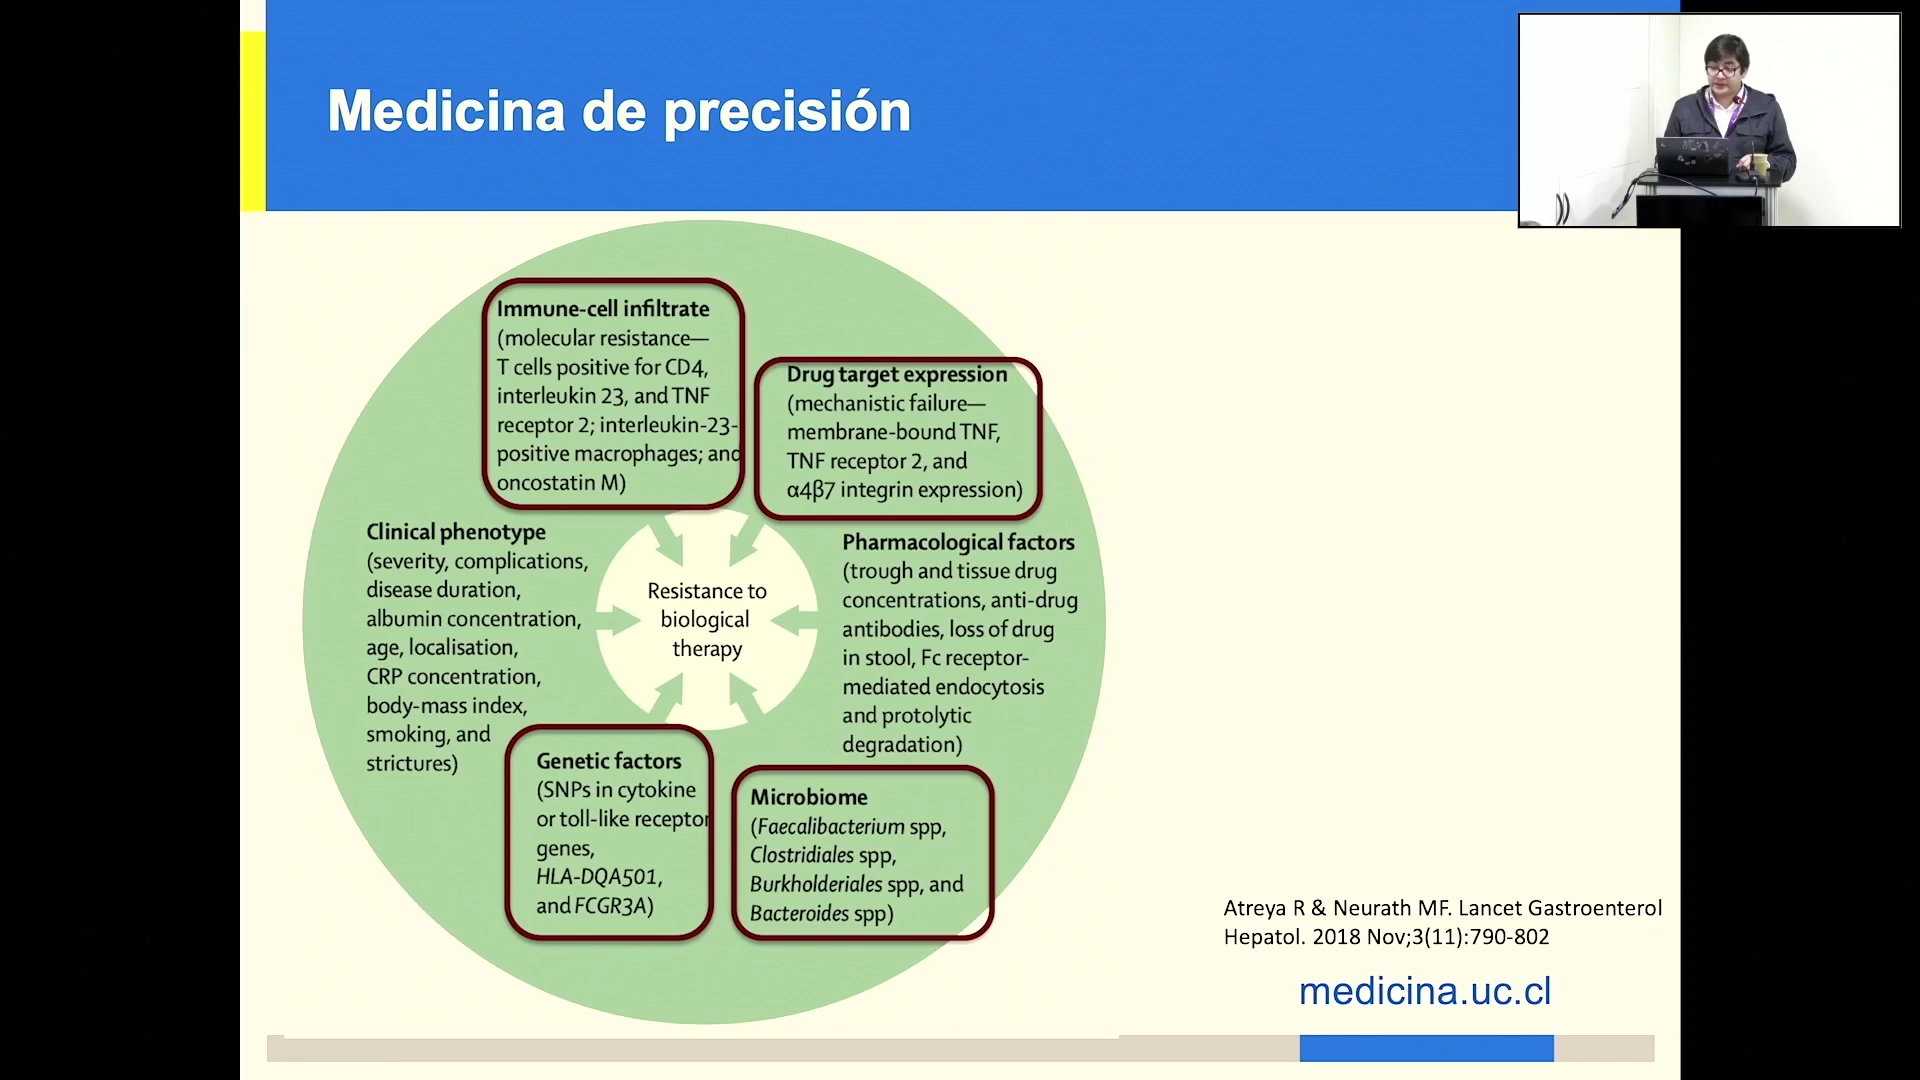 Medicina de precisión
Immune-cell infiltrate
(molecular resistance—
T cells positive for CD4,
interleukin 23, and TNF
receptor 2; interleukin-23-
positive macrophages; and
oncostatin M)
Drug target expression
(mechanistic failure—
membrane-bound TNF,
TNF receptor 2, and
α4β7 integrin expression)
Clinical phenotype
(severity, complications,
disease duration,
albumin concentration,
age, localisation,
CRP concentration,
body-mass index,
smoking, and
strictures)
Resistance to
biological
therapy
Pharmacological factors
(trough and tissue drug
concentrations, anti-drug
antibodies, loss of drug
in stool, Fc receptor-
mediated endocytosis
and protolytic
degradation)
Genetic factors
(SNPs in cytokine
or toll-like receptor
genes,
HLA-DQA501,
and FCGR3A)
Microbiome
(Faecalibacterium spp,
Clostridiales spp,
Burkholderiales spp, and
Bacteroides spp)
Atreya R & Neurath MF. Lancet Gastroenterol
Hepatol. 2018 Nov;3(11):790-802
medicina.uc.cl